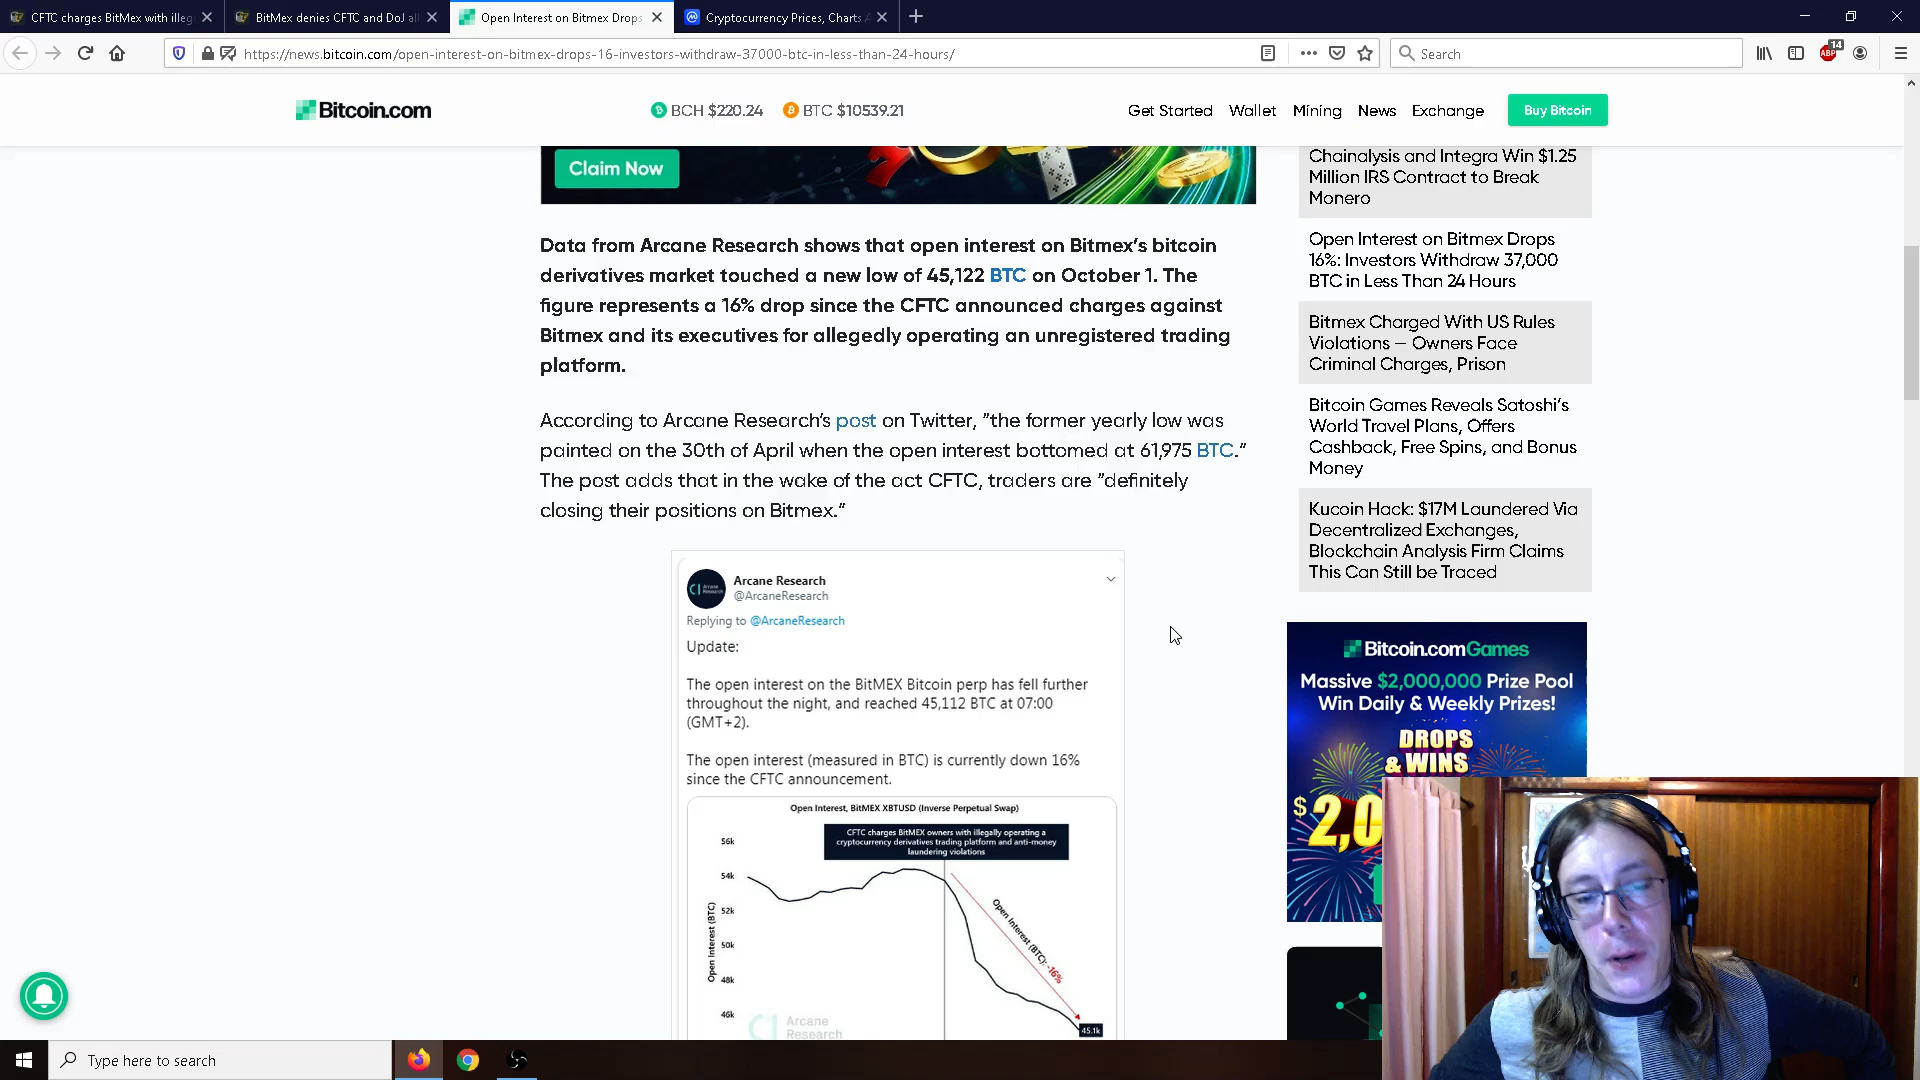 CFTC charges BitMex with illeg
BitMex denies CFTC and DoJ all
Open Interest on Bitmex Drops
Cryptocurrency Prices, Charts A
https://news.bitcoin.com/open-interest-on-bitmex-drops-16-investors-withdraw-37000-btc-in-less-than-24-hours/
Search
ABP
14
Bitcoin.com
BCH $220.24
BTC $10539.21
Get Started
Wallet
Mining
News
Exchange
Buy Bitcoin
Claim Now
Data from Arcane Research shows that open interest on Bitmex’s bitcoin
derivatives market touched a new low of 45,122 BTC on October 1. The
figure represents a 16% drop since the CFTC announced charges against
Bitmex and its executives for allegedly operating an unregistered trading
platform.
According to Arcane Research’s post on Twitter, “the former yearly low was
painted on the 30th of April when the open interest bottomed at 61,975 BTC.”
The post adds that in the wake of the act CFTC, traders are “definitely
closing their positions on Bitmex.”
Arcane Research
Arcane Research
@ArcaneResearch
Replying to @ArcaneResearch
Update:
The open interest on the BitMEX Bitcoin perp has fell further
throughout the night, and reached 45,112 BTC at 07:00
(GMT+2).
The open interest (measured in BTC) is currently down 16%
since the CFTC announcement.
Open Interest, BitMEX XBTUSD (Inverse Perpetual Swap)
CFTC charges BitMEX owners with illegally operating a
cryptocurrency derivatives trading platform and anti-money
laundering violations
56k
54k
52k
50k
48k
46k
Open Interest (BTC)
Open Interest (BTC): -16%
45.1k
Arcane
Research
Chainalysis and Integra Win $1.25
Million IRS Contract to Break
Monero
Open Interest on Bitmex Drops
16%: Investors Withdraw 37,000
BTC in Less Than 24 Hours
Bitmex Charged With US Rules
Violations — Owners Face
Criminal Charges, Prison
Bitcoin Games Reveals Satoshi’s
World Travel Plans, Offers
Cashback, Free Spins, and Bonus
Money
Kucoin Hack: $17M Laundered Via
Decentralized Exchanges,
Blockchain Analysis Firm Claims
This Can Still be Traced
Bitcoin.comGames
Massive $2,000,000 Prize Pool
Win Daily & Weekly Prizes!
DROPS
& WINS
$2,0
Type here to search